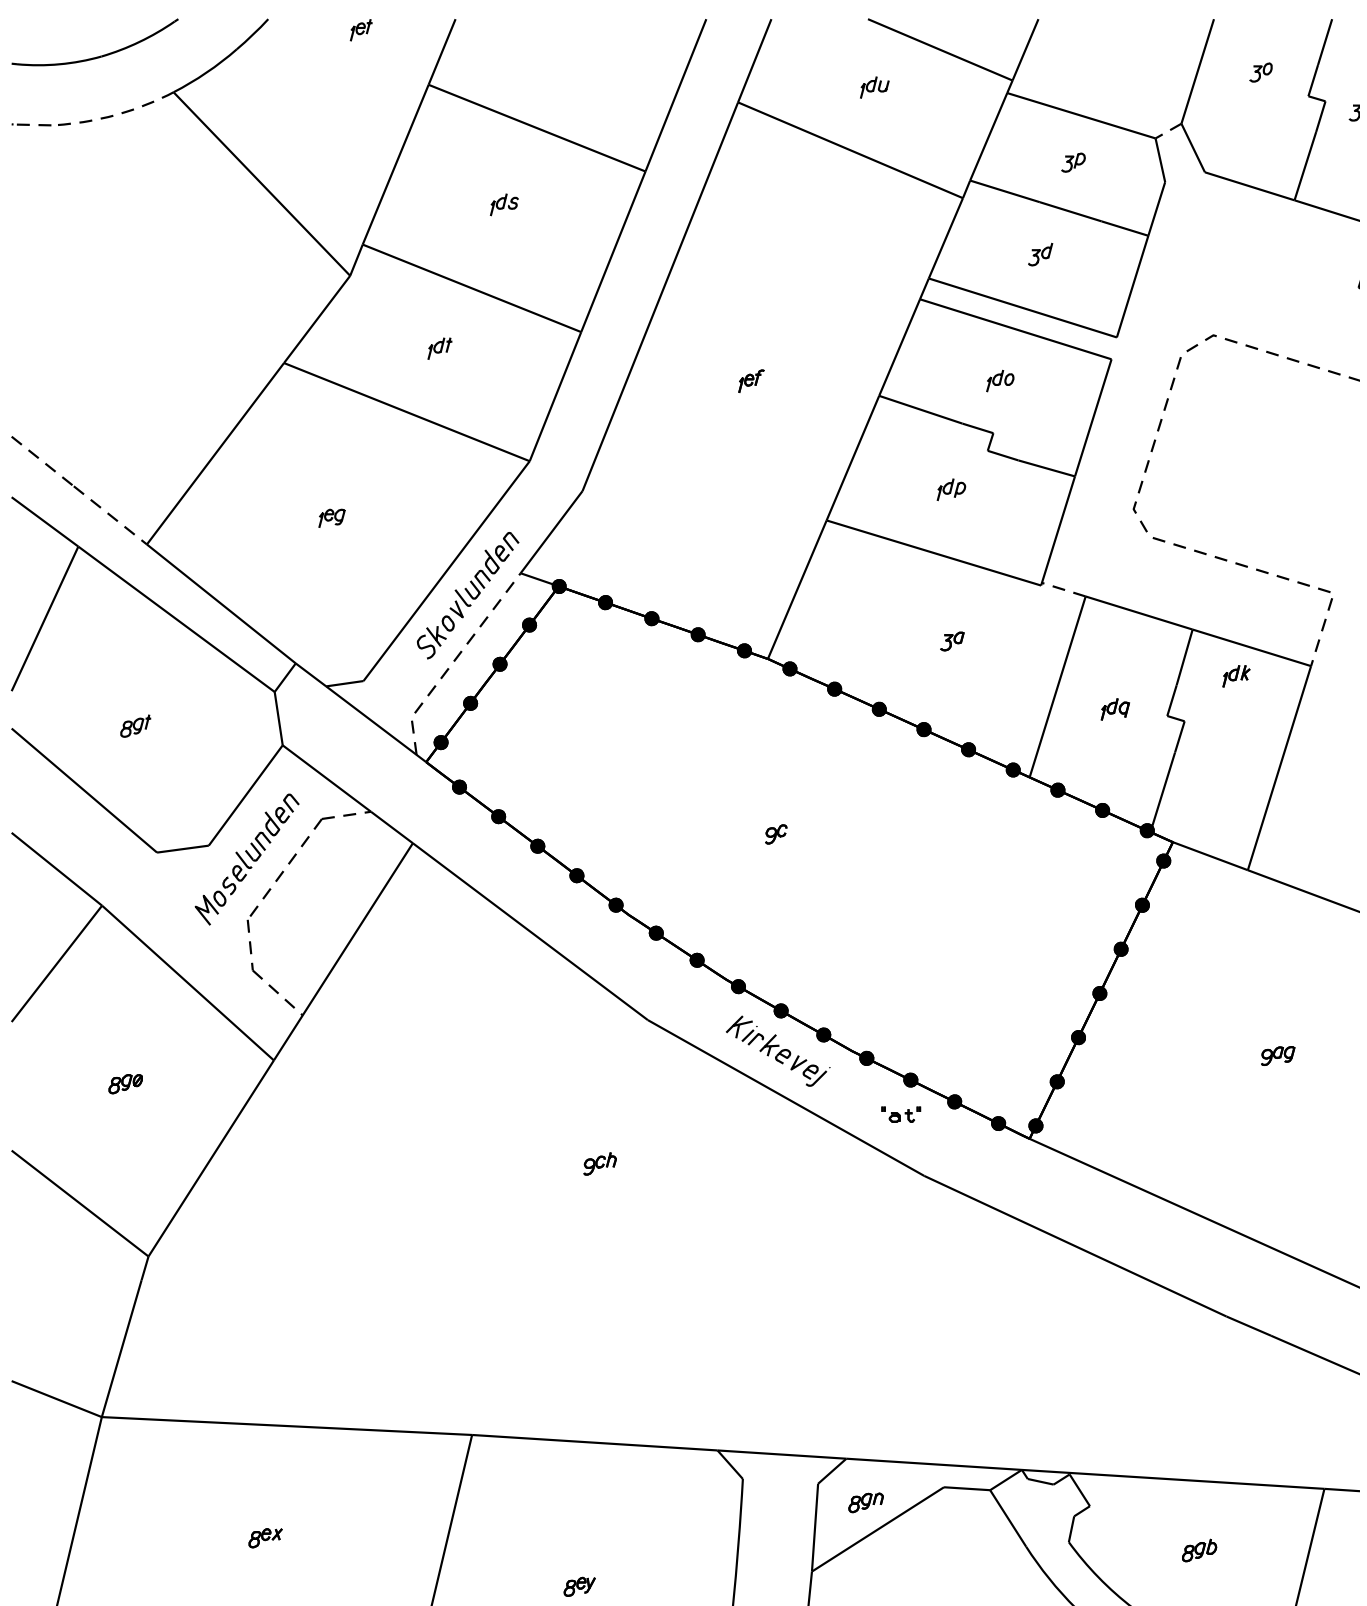 1et
3o
1du
3p
1ds
3d
1dt
1ef
1do
1dp
1eg
Skovlunden
3a
1dk
1dq
8gt
9c
Moselunden
Kirkevej
9ag
8gø
"at"
9ch
8gn
8ex
8gb
8ey